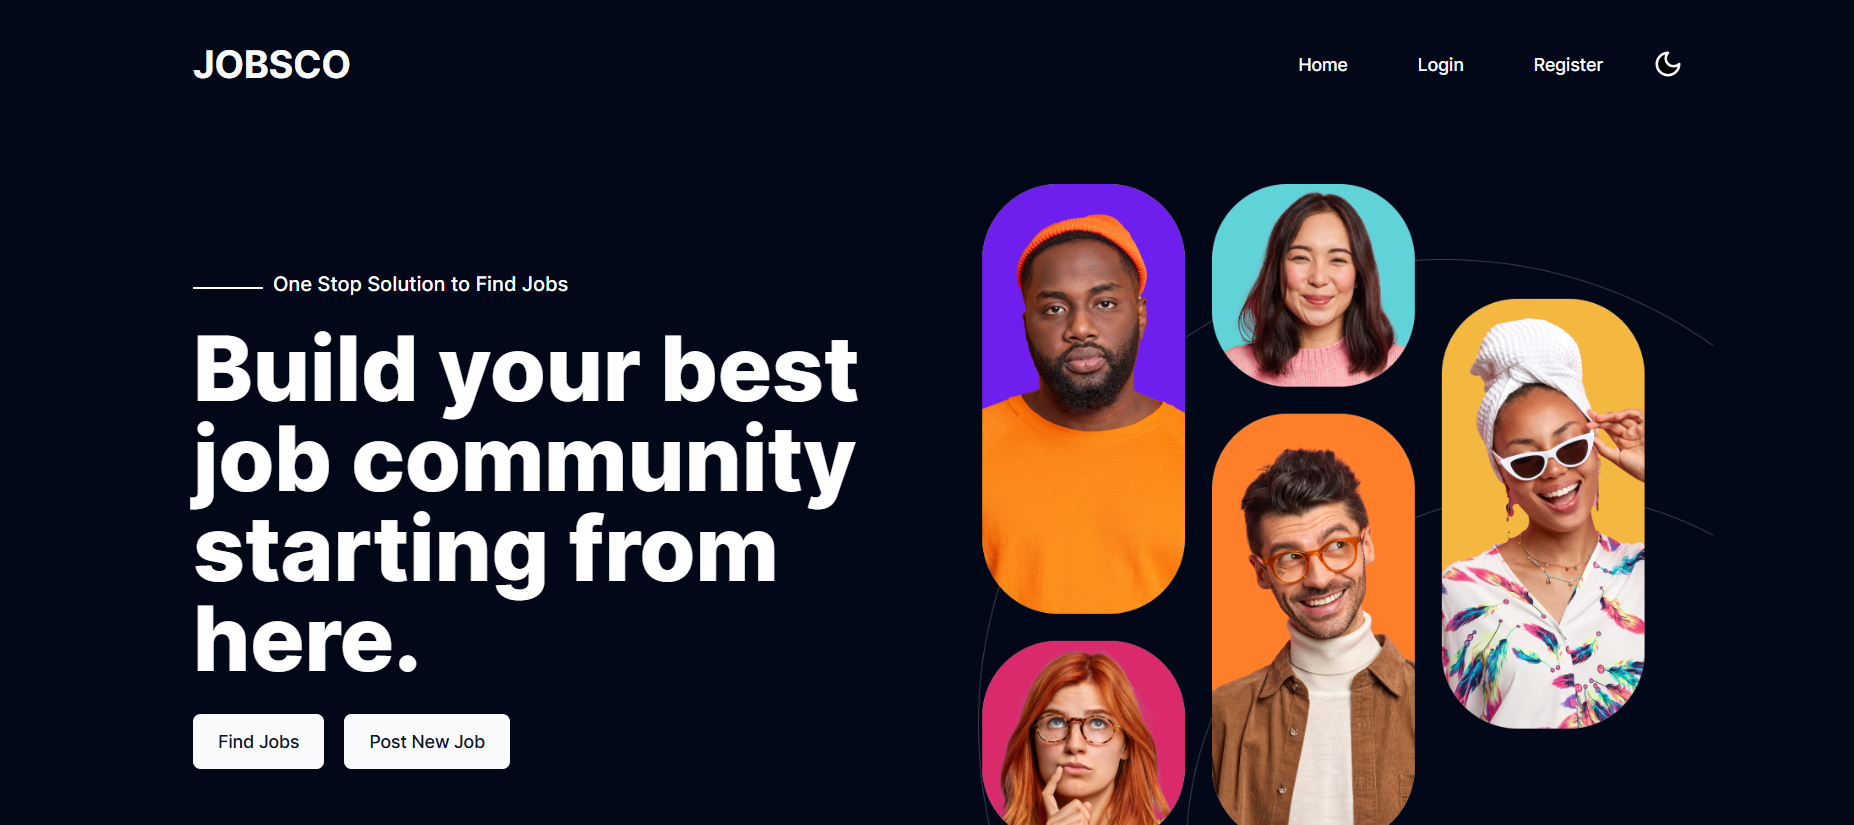 JOBSCO
Home
Login
Register
One Stop Solution to Find Jobs
Build your best
job community
starting from
here.
Find Jobs
Post New Job